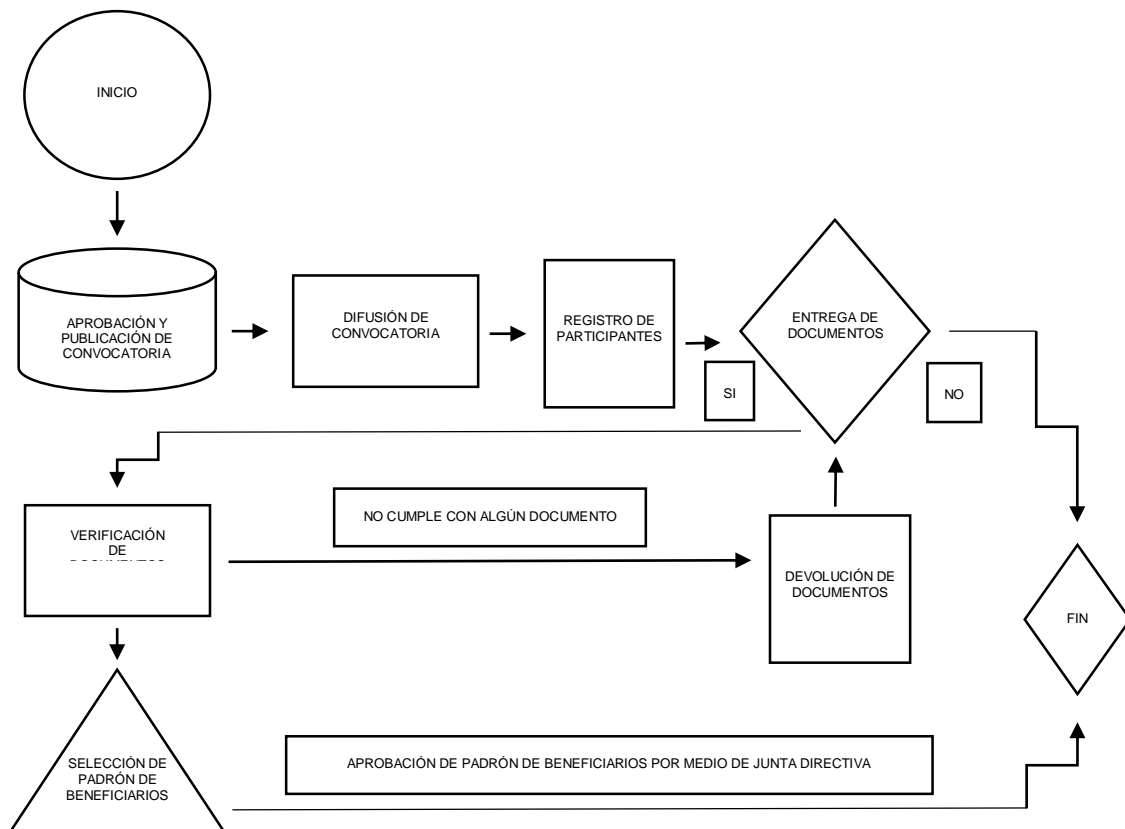 INICIO
APROBACIÓN Y
PUBLICACIÓN DE
CONVOCATORIA
DIFUSIÓN DE
CONVOCATORIA
REGISTRO DE
PARTICIPANTES
ENTREGA DE
DOCUMENTOS
SI
NO
VERIFICACIÓN
DE
NO CUMPLE CON ALGÚN DOCUMENTO
DEVOLUCIÓN DE
DOCUMENTOS
FIN
SELECCIÓN DE
PADRÓN DE
BENEFICIARIOS
APROBACIÓN DE PADRÓN DE BENEFICIARIOS POR MEDIO DE JUNTA DIRECTIVA